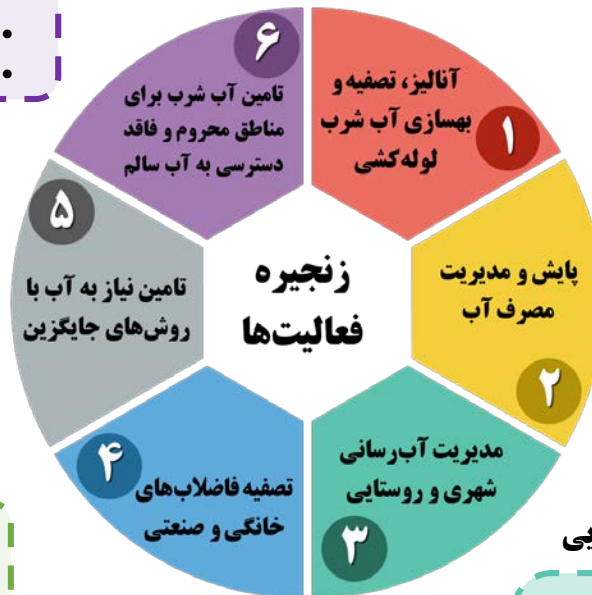 زنجیره
فعالیت‌ها
۱
آنالیز، تصفیه و
بهسازی آب شرب
لوله‌کشی
۲
پایش و مدیریت
مصرف آب
۳
مدیریت آب‌رسانی
شهری و روستایی
۴
تصفیه فاضلاب‌های
خانگی و صنعتی
۵
تامین نیاز به آب با
روش‌های جایگزین
۶
تامین آب شرب برای
مناطق محروم و فاقد
دسترسی به آب سالم